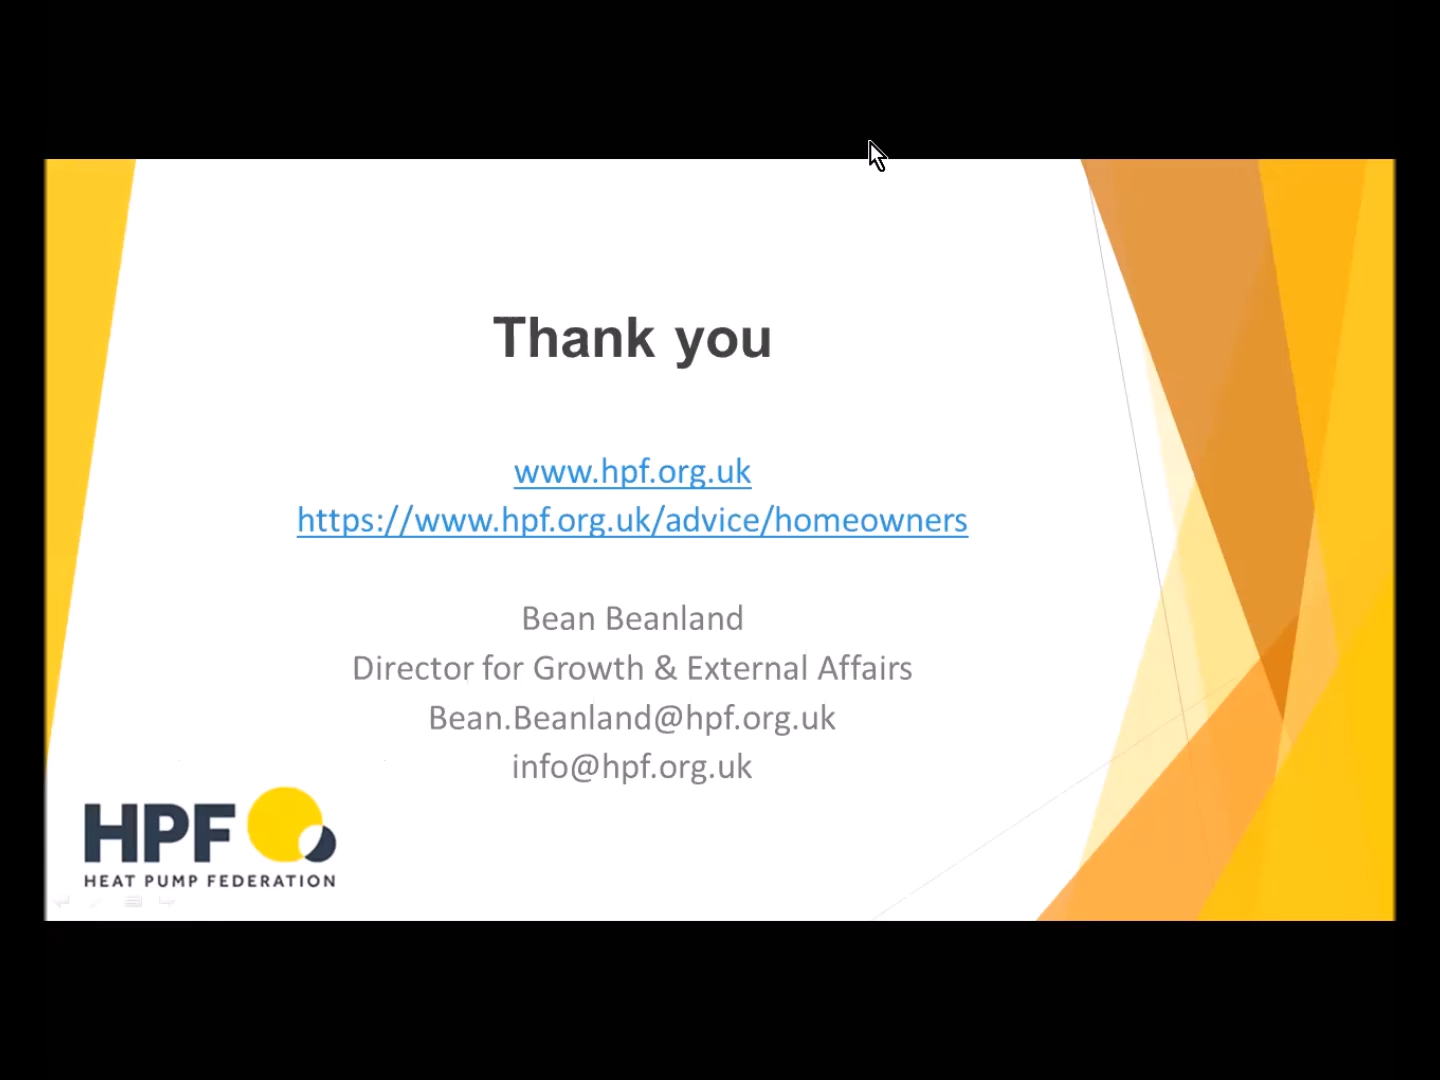 Thank you
www.hpf.org.uk
https://www.hpf.org.uk/advice/homeowners
Bean Beanland
Director for Growth & External Affairs
Bean.Beanland@hpf.org.uk
info@hpf.org.uk
HPF
HEAT PUMP FEDERATION